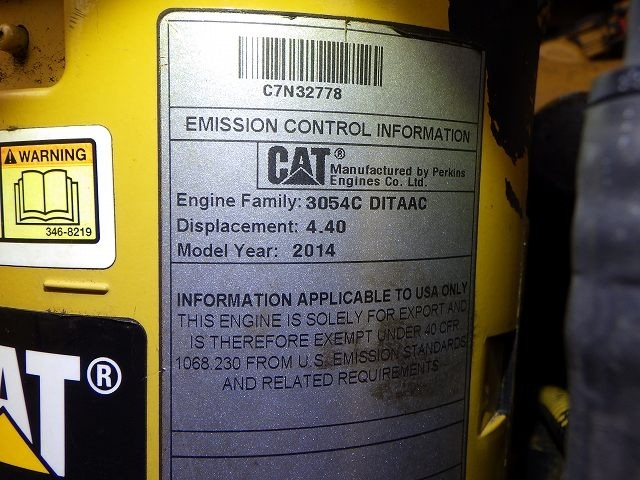 C7N32778
EMISSION CONTROL INFORMATION
CAT® Manufactured by Perkins
Engines Co. Ltd.
Engine Family: 3054C DITAAC
Displacement: 4.40
Model Year: 2014
INFORMATION APPLICABLE TO USA ONLY
THIS ENGINE IS SOLELY FOR EXPORT AND
IS THEREFORE EXEMPT UNDER 40 CFR
1068.230 FROM U.S. EMISSION STANDARDS
AND RELATED REQUIREMENTS
WARNING
346-8219
AT®